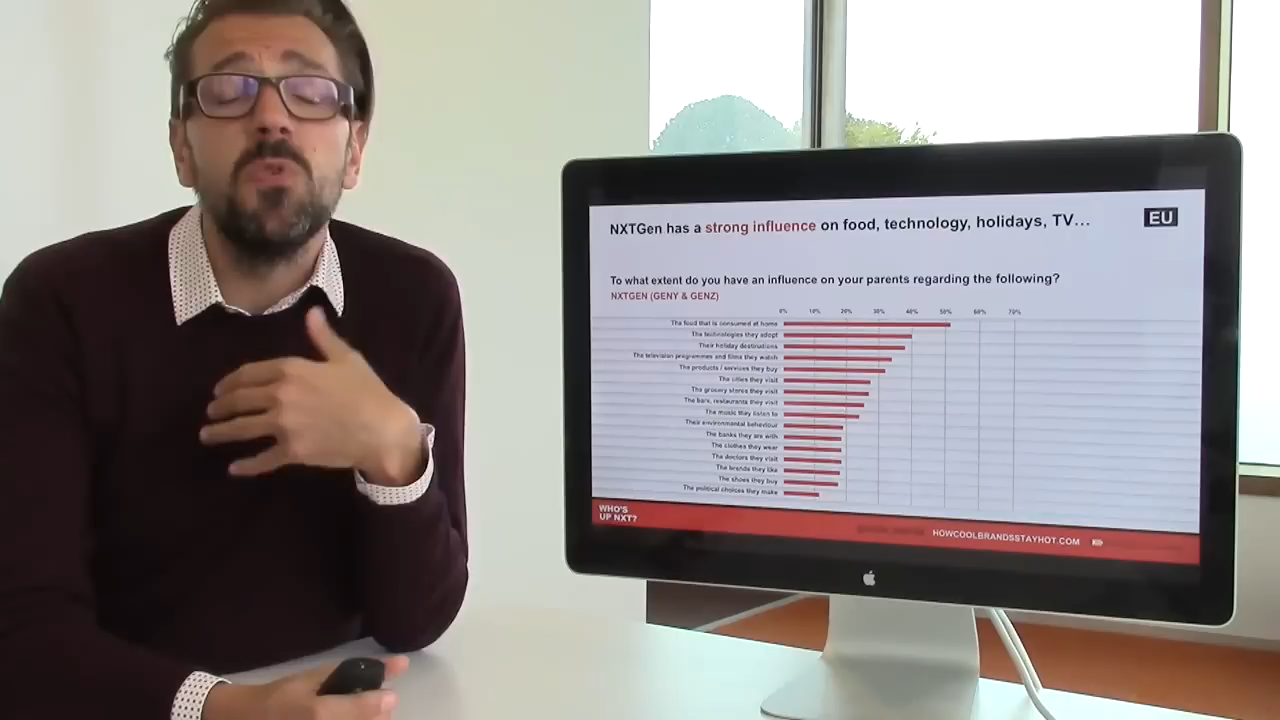 NXTGen has a strong influence on food, technology, holidays, TV...
EU
To what extent do you have an influence on your parents regarding the following?
NXTGEN (GENY & GENZ)
0% 10% 20% 30% 40% 50% 60% 70%
The food that is consumed at home
The technologies they adopt
Their holiday destinations
The television programmes and films they watch
The products / services they buy
The cities they visit
The grocery stores they visit
The bars, restaurants they visit
The music they listen to
Their environmental behaviour
The banks they are with
The clothes they wear
The doctors they visit
The brands they like
The shoes they buy
The political choices they make
WHO'S
UP NXT?
HOWCOOLBRANDSSTAYHOT.COM